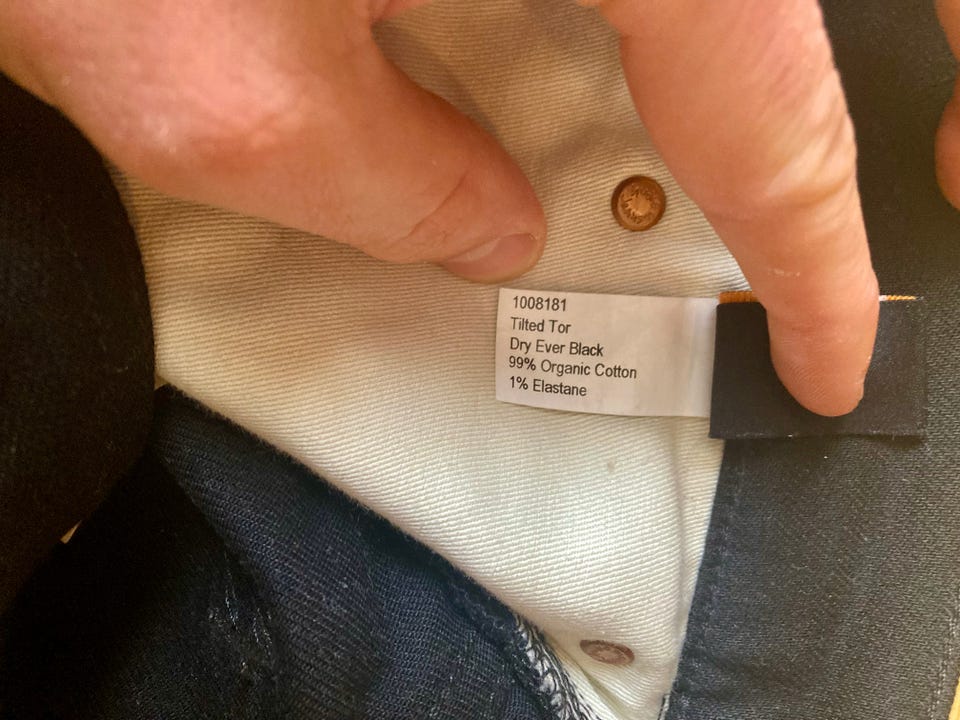 1008181
Tilted Tor
Dry Ever Black
99% Organic Cotton
1% Elastane